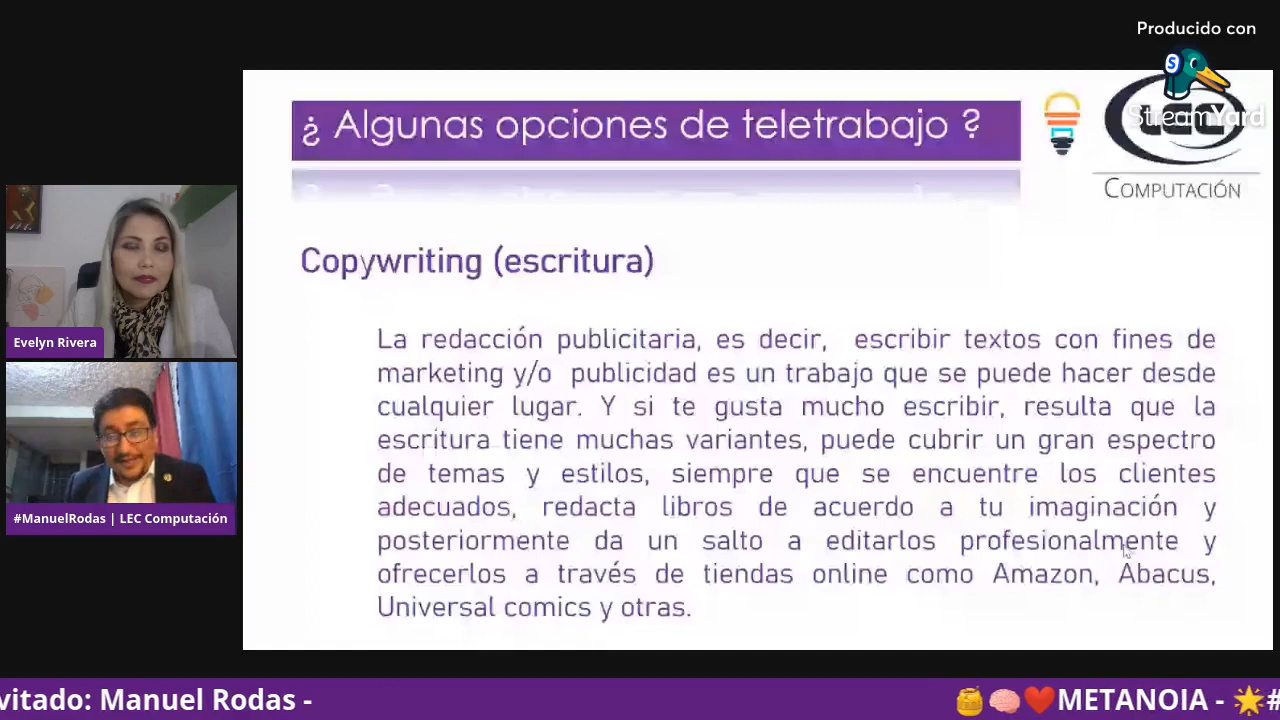 Producido con
StreamYard
¿ Algunas opciones de teletrabajo ?
LEC
COMPUTACIÓN
Copywriting (escritura)
La redacción publicitaria, es decir, escribir textos con fines de
marketing y/o publicidad es un trabajo que se puede hacer desde
cualquier lugar. Y si te gusta mucho escribir, resulta que la
escritura tiene muchas variantes, puede cubrir un gran espectro
de temas y estilos, siempre que se encuentre los clientes
adecuados, redacta libros de acuerdo a tu imaginación y
posteriormente da un salto a editarlos profesionalmente y
ofrecerlos a través de tiendas online como Amazon, Abacus,
Universal comics y otras.
Evelyn Rivera
#ManuelRodas | LEC Computación
vitado: Manuel Rodas -
🍯🧠❤️METANOIA - 🌟#